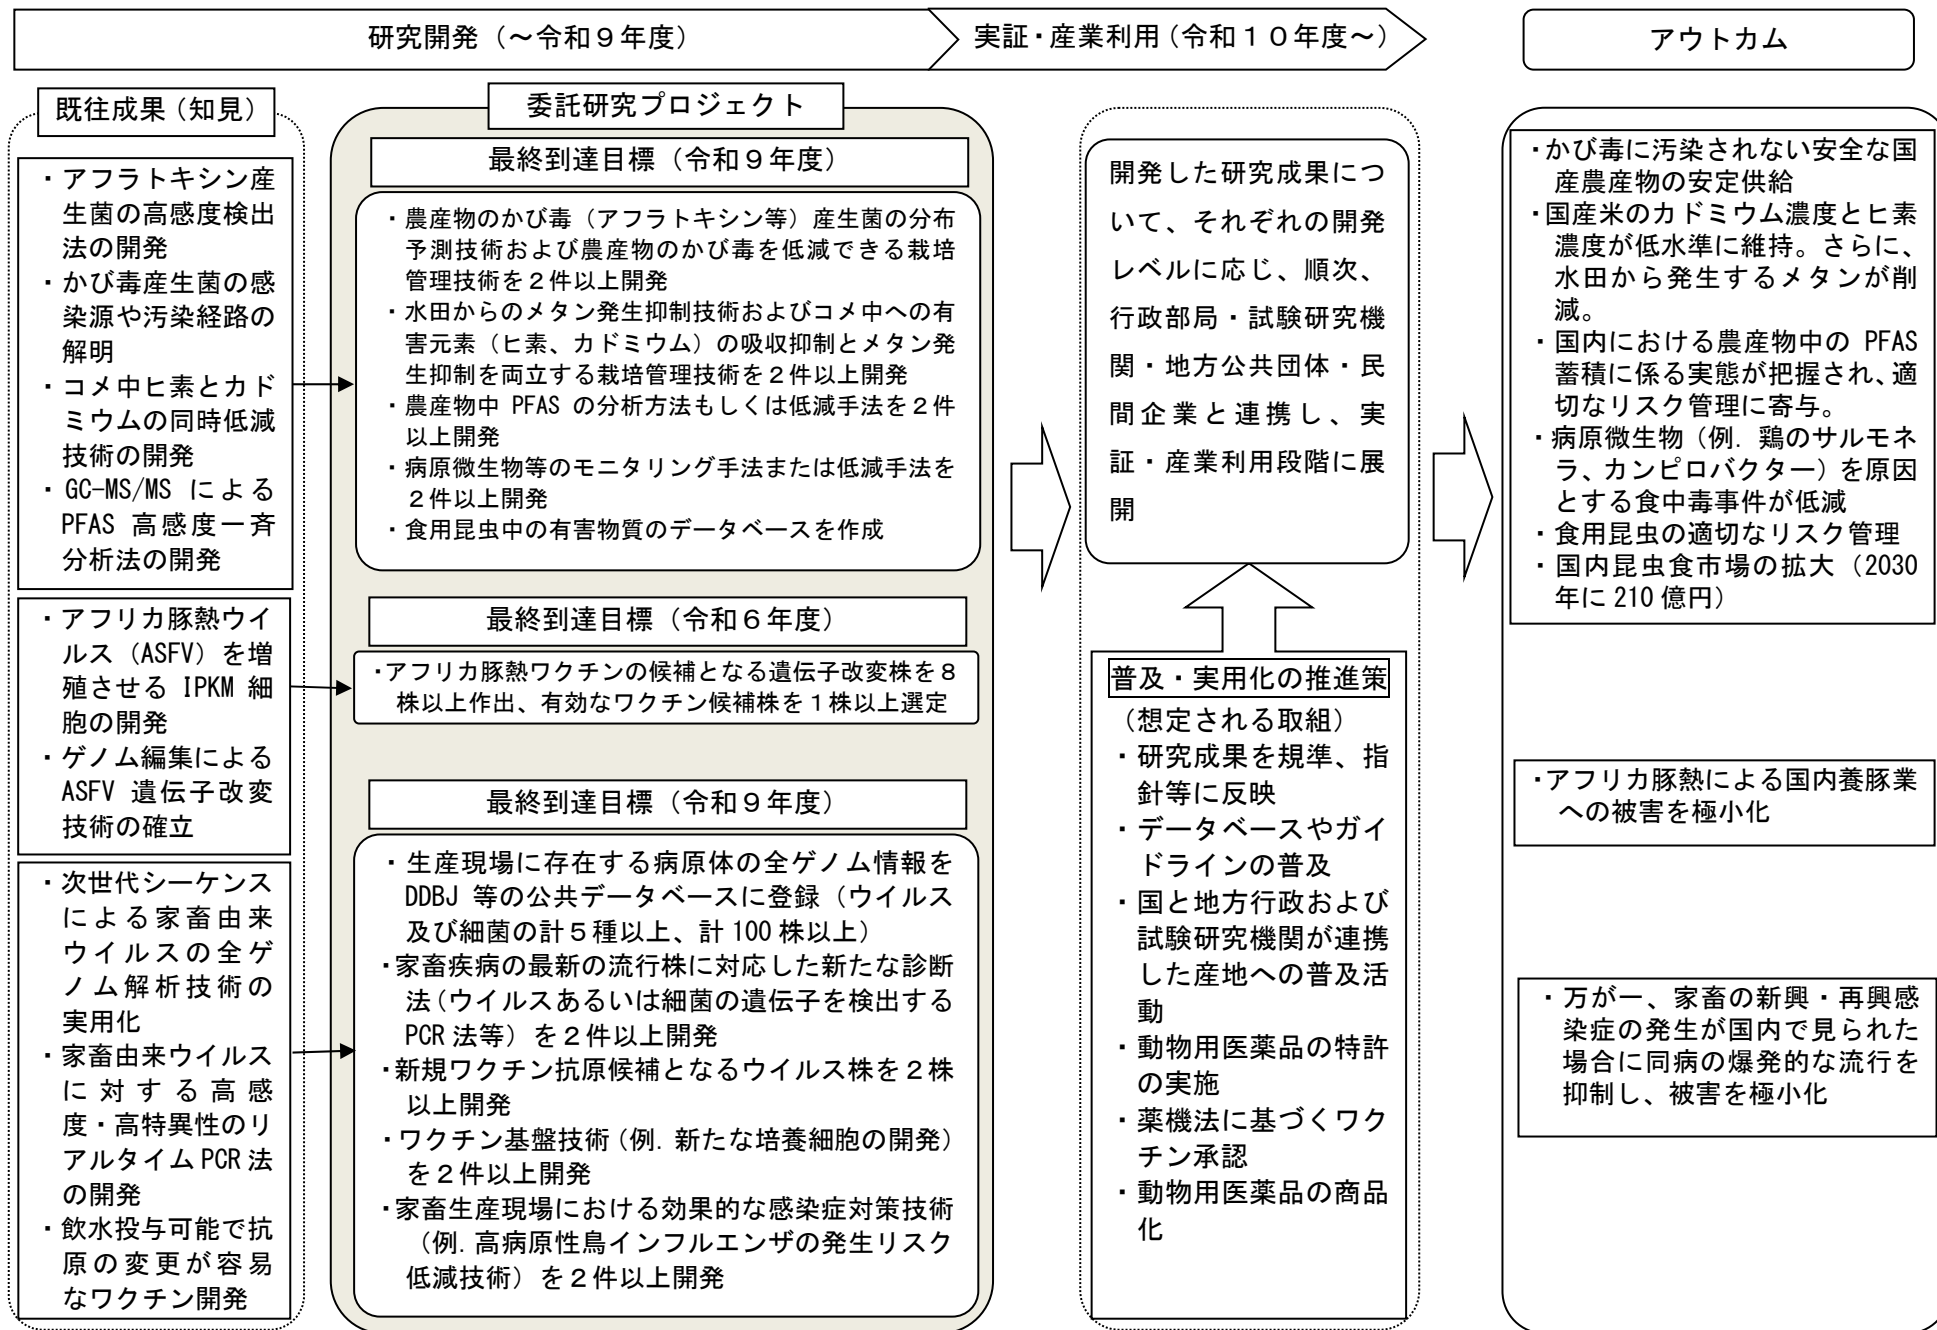 研究開発（～令和９年度）
実証・産業利用（令和１０年度～）
アウトカム
既往成果（知見）
・アフラトキシン産
生菌の高感度検出
法の開発
・かび毒産生菌の感
染源や汚染経路の
解明
・コメ中ヒ素とカド
ミウムの同時低減
技術の開発
・GC-MS/MS による
PFAS 高感度一斉
分析法の開発
・アフリカ豚熱ウイ
ルス（ASFV）を増
殖させる IPKM 細
胞の開発
・ゲノム編集による
ASFV 遺伝子改変
技術の確立
・次世代シーケンス
による家畜由来
ウイルスの全ゲ
ノム解析技術の
実用化
・家畜由来ウイルス
に対する高感
度・高特異性のリ
アルタイム PCR 法
の開発
・飲水投与可能で抗
原の変更が容易
なワクチン開発
委託研究プロジェクト
最終到達目標（令和９年度）
・農産物のかび毒（アフラトキシン等）産生菌の分布
予測技術および農産物のかび毒を低減できる栽培
管理技術を２件以上開発
・水田からのメタン発生抑制技術およびコメ中への有
害元素（ヒ素、カドミウム）の吸収抑制とメタン発
生抑制を両立する栽培管理技術を２件以上開発
・農産物中 PFAS の分析方法もしくは低減手法を２件
以上開発
・病原微生物等のモニタリング手法または低減手法を
２件以上開発
・食用昆虫中の有害物質のデータベースを作成
最終到達目標（令和６年度）
・アフリカ豚熱ワクチンの候補となる遺伝子改変株を８
株以上作出、有効なワクチン候補株を１株以上選定
最終到達目標（令和９年度）
・生産現場に存在する病原体の全ゲノム情報を
DDBJ 等の公共データベースに登録（ウイルス
及び細菌の計５種以上、計 100 株以上）
・家畜疾病の最新の流行株に対応した新たな診断
法（ウイルスあるいは細菌の遺伝子を検出する
PCR 法等）を２件以上開発
・新規ワクチン抗原候補となるウイルス株を２株
以上開発
・ワクチン基盤技術（例. 新たな培養細胞の開発）
を２件以上開発
・家畜生産現場における効果的な感染症対策技術
（例. 高病原性鳥インフルエンザの発生リスク
低減技術）を２件以上開発
開発した研究成果につ
いて、それぞれの開発
レベルに応じ、順次、
行政部局・試験研究機
関・地方公共団体・民
間企業と連携し、実
証・産業利用段階に展
開
普及・実用化の推進策
（想定される取組）
・研究成果を規準、指
針等に反映
・データベースやガイ
ドラインの普及
・国と地方行政および
試験研究機関が連携
した産地への普及活
動
・動物用医薬品の特許
の実施
・薬機法に基づくワク
チン承認
・動物用医薬品の商品
化
・かび毒に汚染されない安全な国
産農産物の安定供給
・国産米のカドミウム濃度とヒ素
濃度が低水準に維持。さらに、
水田から発生するメタンが削
減。
・国内における農産物中の PFAS
蓄積に係る実態が把握され、適
切なリスク管理に寄与。
・病原微生物（例. 鶏のサルモネ
ラ、カンピロバクター）を原因
とする食中毒事件が低減
・食用昆虫の適切なリスク管理
・国内昆虫食市場の拡大（2030
年に 210 億円）
・アフリカ豚熱による国内養豚業
への被害を極小化
・万が一、家畜の新興・再興感
染症の発生が国内で見られた
場合に同病の爆発的な流行を
抑制し、被害を極小化